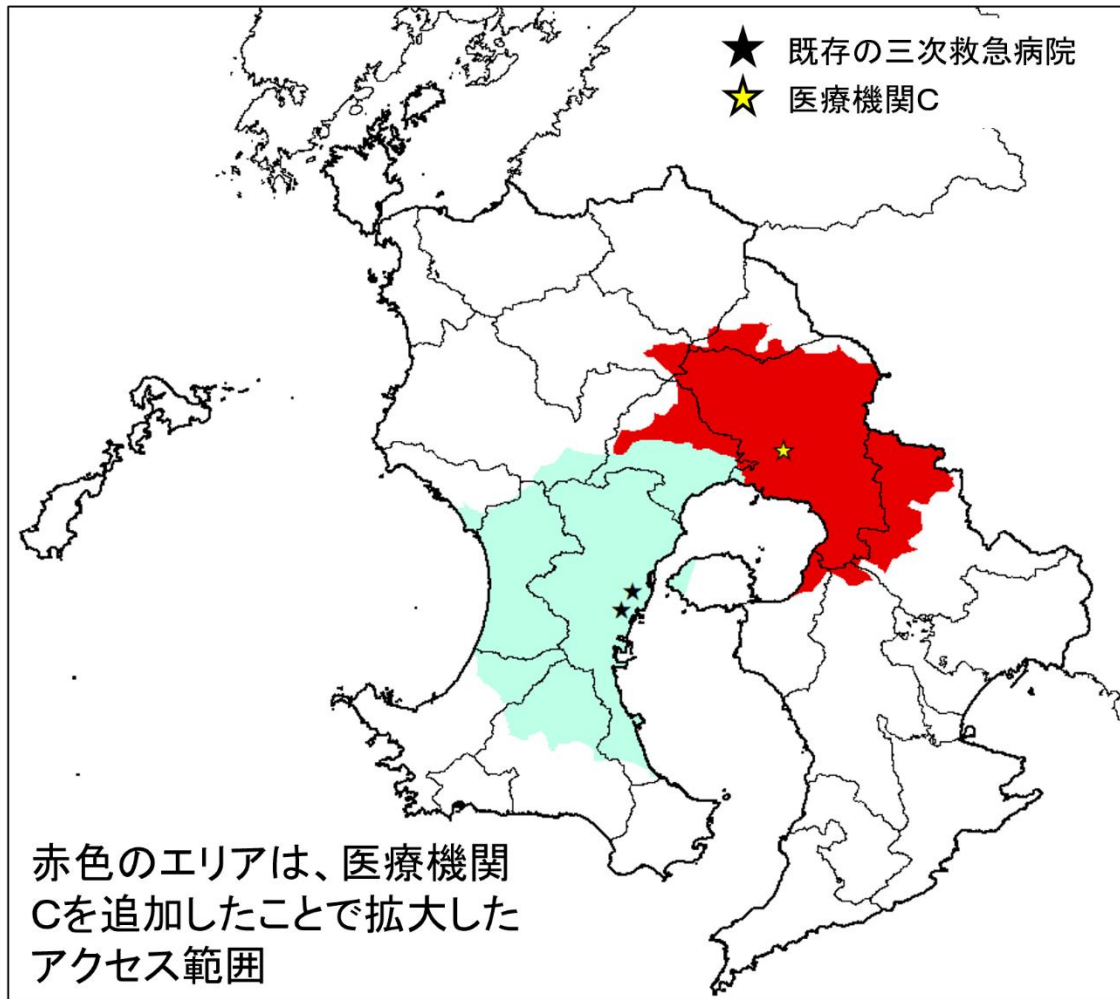 既存の三次救急病院
医療機関C
赤色のエリアは、医療機関
Cを追加したことで拡大した
アクセス範囲